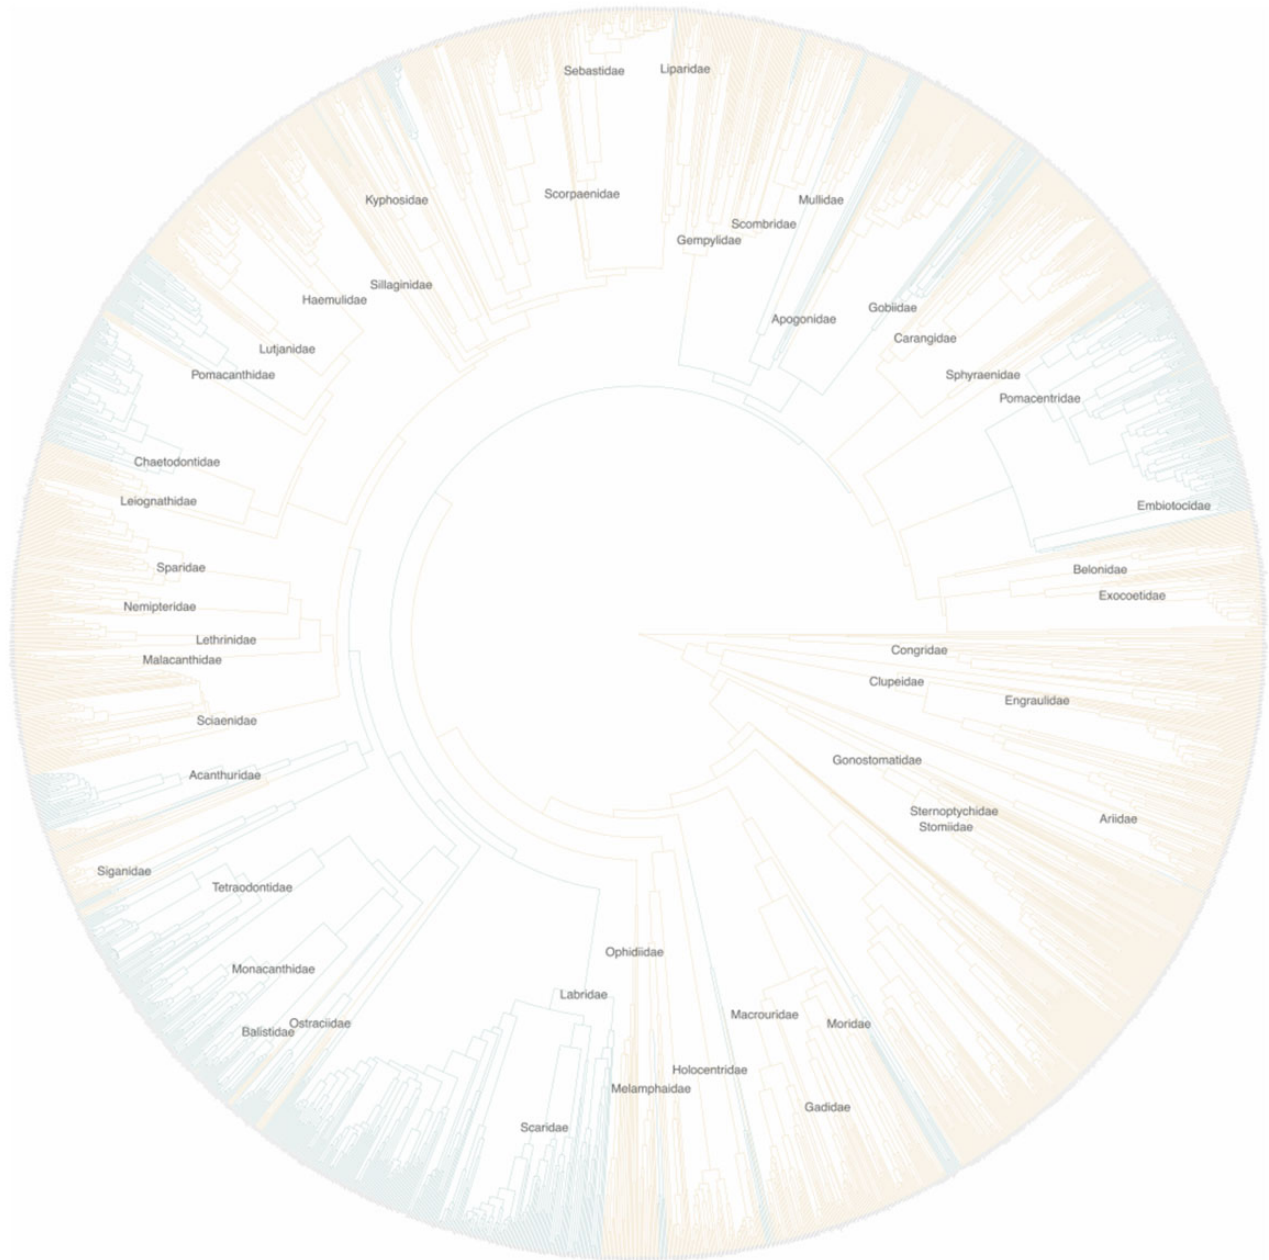 Sebastidae
Liparidae
Scorpaenidae
Kyphosidae
Mullidae
Scombridae
Gempylidae
Sillaginidae
Haemulidae
Gobiidae
Apogonidae
Carangidae
Lutjanidae
Pomacanthidae
Sphyraenidae
Pomacentridae
Chaetodontidae
Leiognathidae
Embiotocidae
Sparidae
Belonidae
Exocoetidae
Nemipteridae
Lethrinidae
Congridae
Malacanthidae
Clupeidae
Engraulidae
Sciaenidae
Gonostomatidae
Acanthuridae
Sternoptychidae
Ariidae
Stomiidae
Siganidae
Tetraodontidae
Ophidiidae
Monacanthidae
Labridae
Macrouridae
Moridae
Ostraciidae
Balistidae
Holocentridae
Melamphaidae
Gadidae
Scaridae